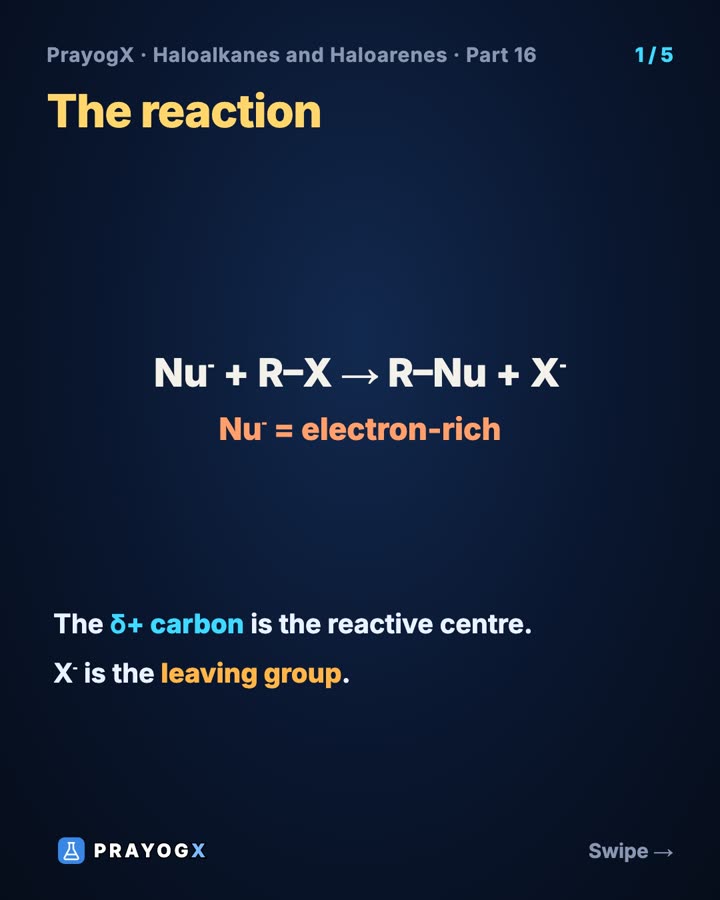 PrayogX · Haloalkanes and Haloarenes · Part 16
1/5
The reaction
Nu⁻ + R–X → R–Nu + X⁻
Nu⁻ = electron-rich
The δ+ carbon is the reactive centre.
X⁻ is the leaving group.
PRAYOGX
Swipe →